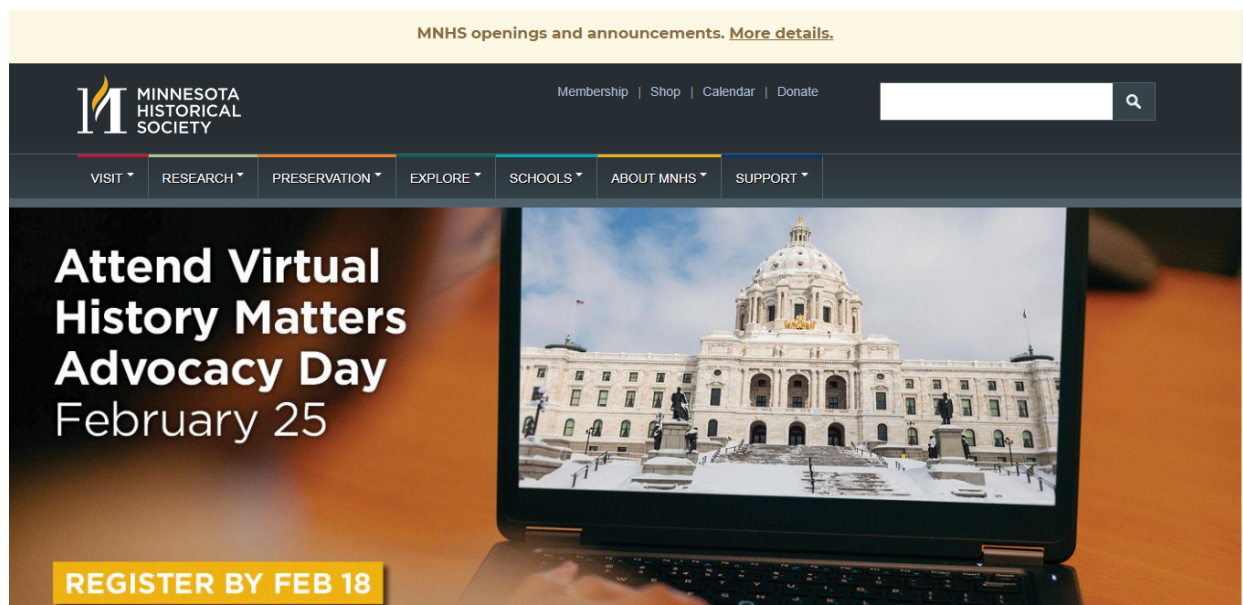 MNHS openings and announcements. More details.
MINNESOTA
HISTORICAL
SOCIETY
Membership | Shop | Calendar | Donate
VISIT RESEARCH PRESERVATION EXPLORE SCHOOLS ABOUT MNHS SUPPORT
Attend Virtual
History Matters
Advocacy Day
February 25
REGISTER BY FEB 18